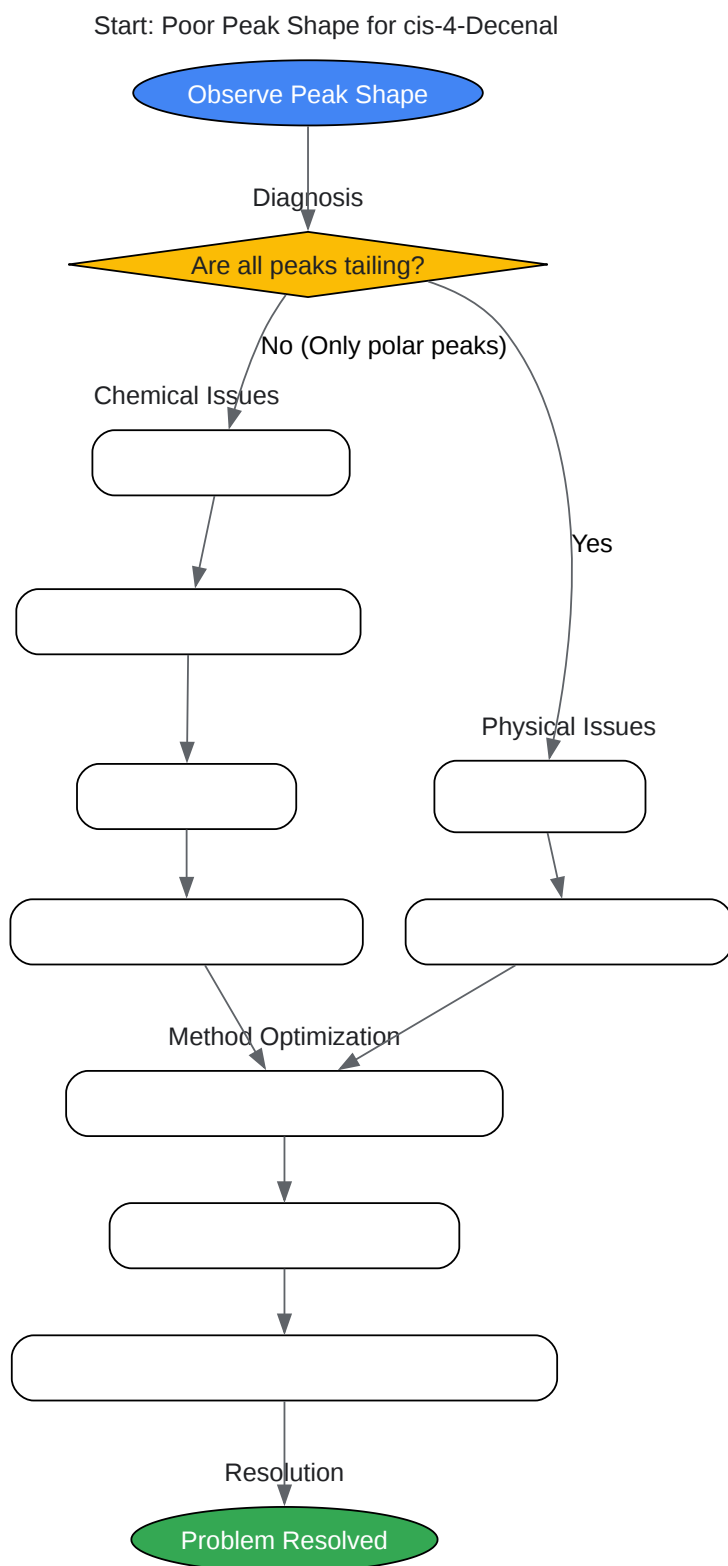 Start: Poor Peak Shape for cis-4-Decenal
Observe Peak Shape
Diagnosis
Are all peaks tailing?
No (Only polar peaks)
Chemical Issues
Yes
Physical Issues
Method Optimization
Resolution
Problem Resolved